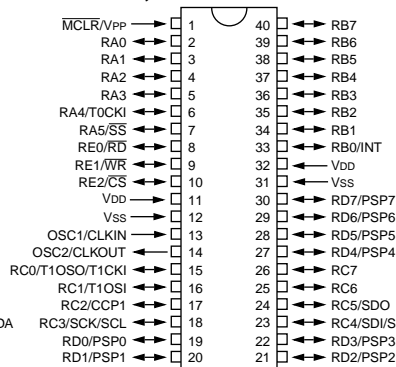 MCLR/VPP 1 40 RB7
RA0 2 39 RB6
RA1 3 38 RB5
RA2 4 37 RB4
RA3 5 36 RB3
RA4/T0CKI 6 35 RB2
RA5/SS 7 34 RB1
RE0/RD 8 33 RB0/INT
RE1/WR 9 32 VDD
RE2/CS 10 31 VSS
VDD 11 30 RD7/PSP7
VSS 12 29 RD6/PSP6
OSC1/CLKIN 13 28 RD5/PSP5
OSC2/CLKOUT 14 27 RD4/PSP4
RC0/T1OSO/T1CKI 15 26 RC7
RC1/T1OSI 16 25 RC6
RC2/CCP1 17 24 RC5/SDO
DA RC3/SCK/SCL 18 23 RC4/SDI/S
RD0/PSP0 19 22 RD3/PSP3
RD1/PSP1 20 21 RD2/PSP2